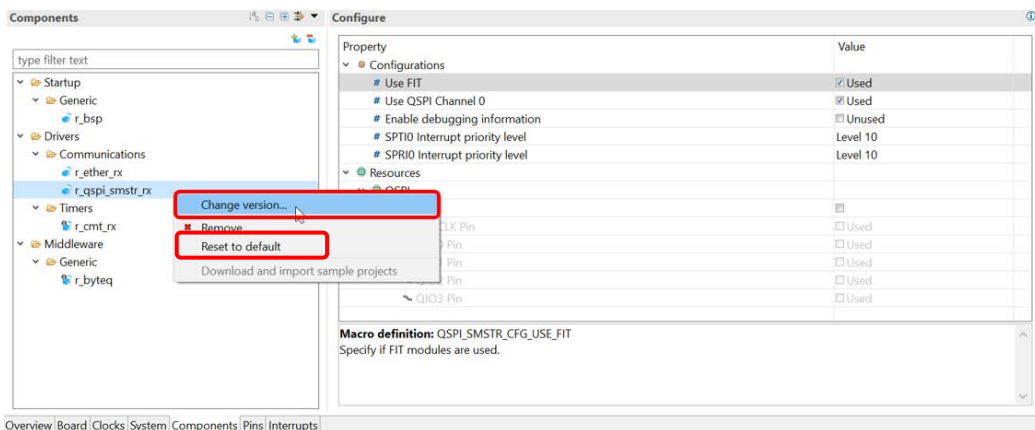 Components
Configure
type filter text
Startup
Generic
r_bsp
Drivers
Communications
r_ether_rx
r_qspi_smstr_rx
Timers
r_cmt_rx
Middleware
Generic
r_byteq
Change version...
Remove
Reset to default
Download and import sample projects
Property Value
Configurations
# Use FIT Used
# Use QSPI Channel 0 Used
# Enable debugging information Unused
# SPTI0 Interrupt priority level Level 10
# SPRI0 Interrupt priority level Level 10
Resources
QSPI
CLK Pin Used
Pin Used
Pin Used
Pin Used
QIO3 Pin Used
Macro definition: QSPI_SMSTR_CFG_USE_FIT
Specify if FIT modules are used.
Overview Board Clocks System Components Pins Interrupts